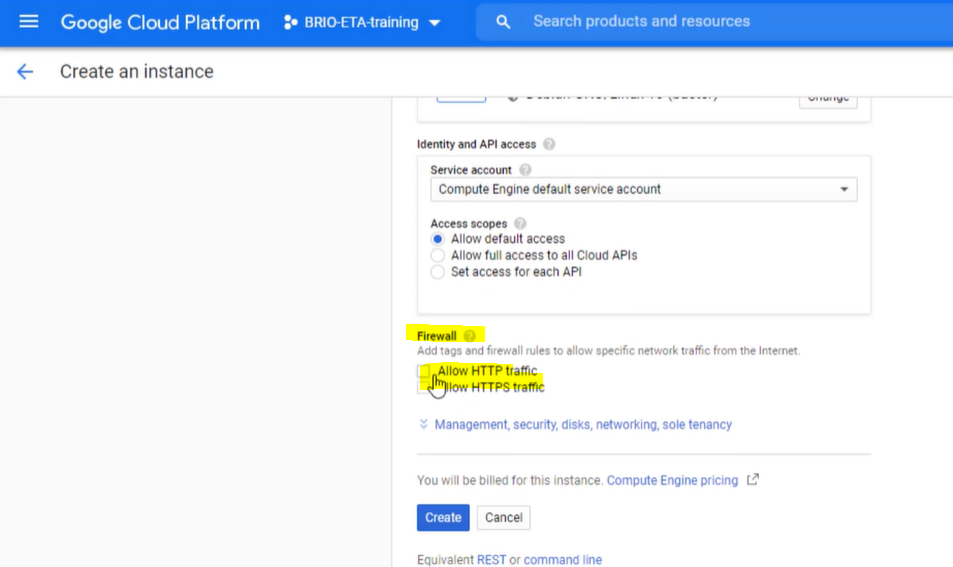 Google Cloud Platform
BRIO-ETA-training
Search products and resources
Create an instance
Change
Identity and API access
Service account
Compute Engine default service account
Access scopes
Allow default access
Allow full access to all Cloud APIs
Set access for each API
Firewall
Add tags and firewall rules to allow specific network traffic from the Internet.
Allow HTTP traffic
Allow HTTPS traffic
Management, security, disks, networking, sole tenancy
You will be billed for this instance. Compute Engine pricing
Create
Cancel
Equivalent REST or command line